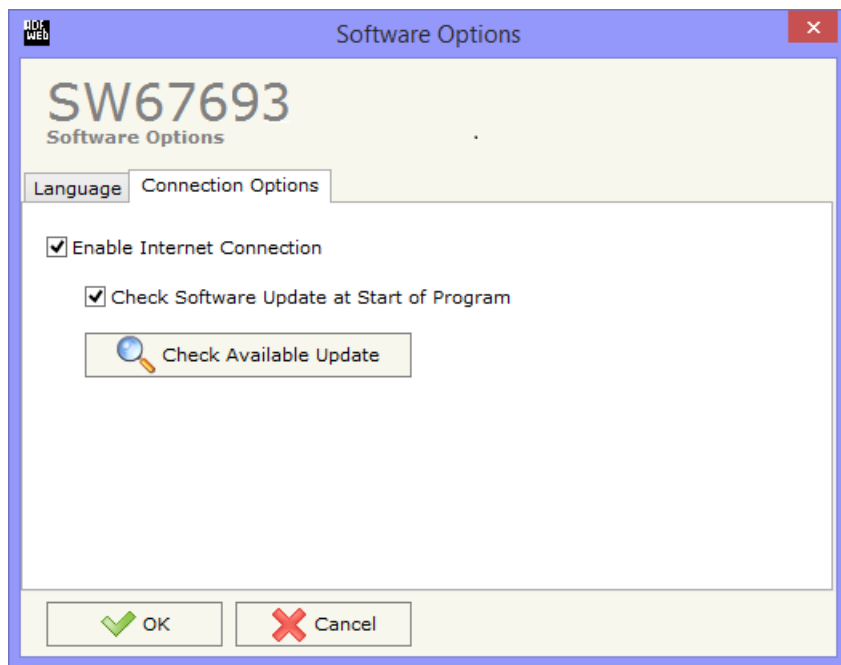 ADF
WEB
Software Options
SW67693
Software Options
.
Language
Connection Options
Enable Internet Connection
Check Software Update at Start of Program
Check Available Update
OK
Cancel